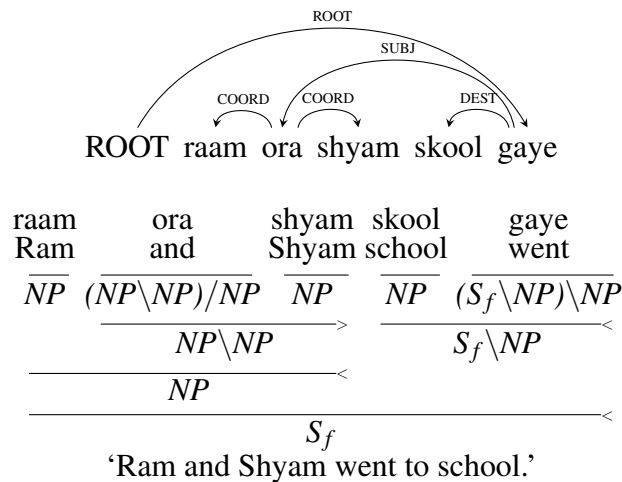 ROOT
SUBJ
COORD COORD DEST
ROOT raam ora shyam skool gaye
raam ora shyam skool gaye
Ram and Shyam school went
NP (NP\NP)/NP NP NP (S_f\NP)\NP
> <
NP\NP S_f\NP
<
NP
<
S_f
‘Ram and Shyam went to school.’